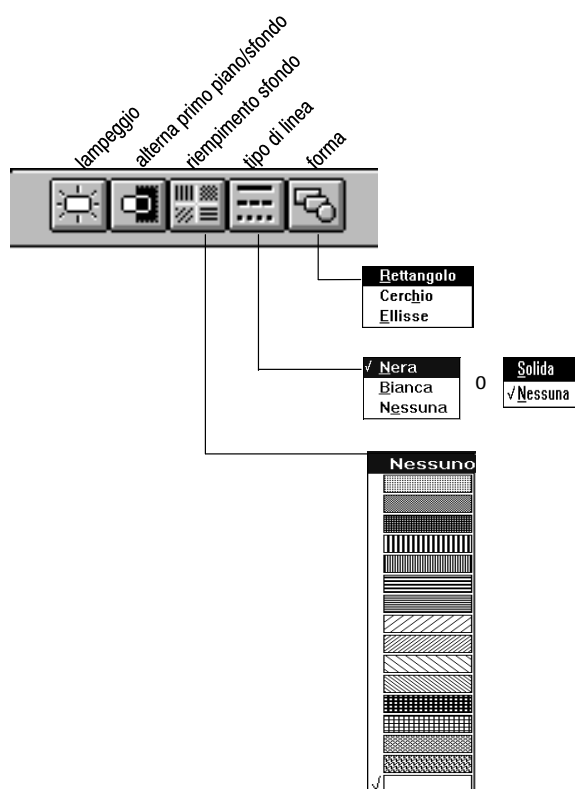 lampeggio
alterna primo piano/sfondo
riempimento sfondo
tipo di linea
forma
Rettangolo
Cerchio
Ellisse
√ Nera
Bianca
Nessuna
O
Solida
√ Nessuna
Nessuno
√